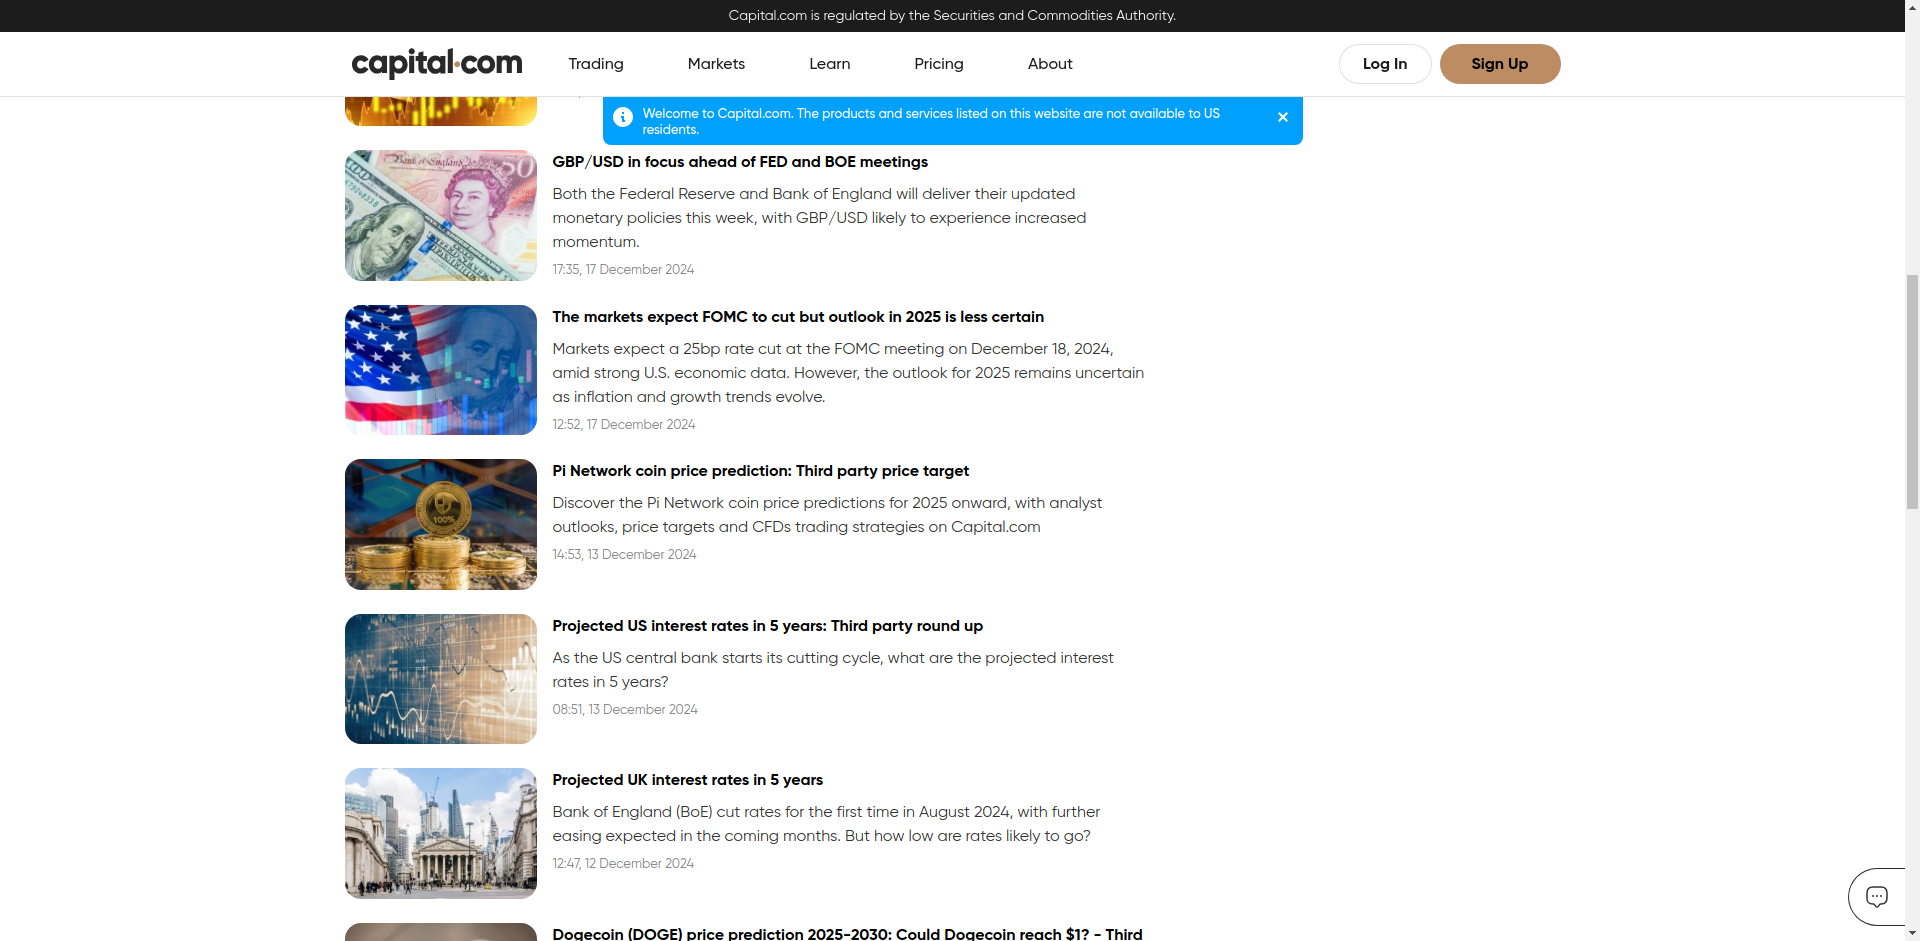 Capital.com is regulated by the Securities and Commodities Authority.
capital.com
Trading
Markets
Learn
Pricing
About
Log In
Sign Up
Welcome to Capital.com. The products and services listed on this website are not available to US
residents.
GBP/USD in focus ahead of FED and BOE meetings
Both the Federal Reserve and Bank of England will deliver their updated
monetary policies this week, with GBP/USD likely to experience increased
momentum.
17:35, 17 December 2024
The markets expect FOMC to cut but outlook in 2025 is less certain
Markets expect a 25bp rate cut at the FOMC meeting on December 18, 2024,
amid strong U.S. economic data. However, the outlook for 2025 remains uncertain
as inflation and growth trends evolve.
12:52, 17 December 2024
100%
Pi Network coin price prediction: Third party price target
Discover the Pi Network coin price predictions for 2025 onward, with analyst
outlooks, price targets and CFDs trading strategies on Capital.com
14:53, 13 December 2024
Projected US interest rates in 5 years: Third party round up
As the US central bank starts its cutting cycle, what are the projected interest
rates in 5 years?
08:51, 13 December 2024
Projected UK interest rates in 5 years
Bank of England (BoE) cut rates for the first time in August 2024, with further
easing expected in the coming months. But how low are rates likely to go?
12:47, 12 December 2024
Dogecoin (DOGE) price prediction 2025-2030: Could Dogecoin reach $1? - Third